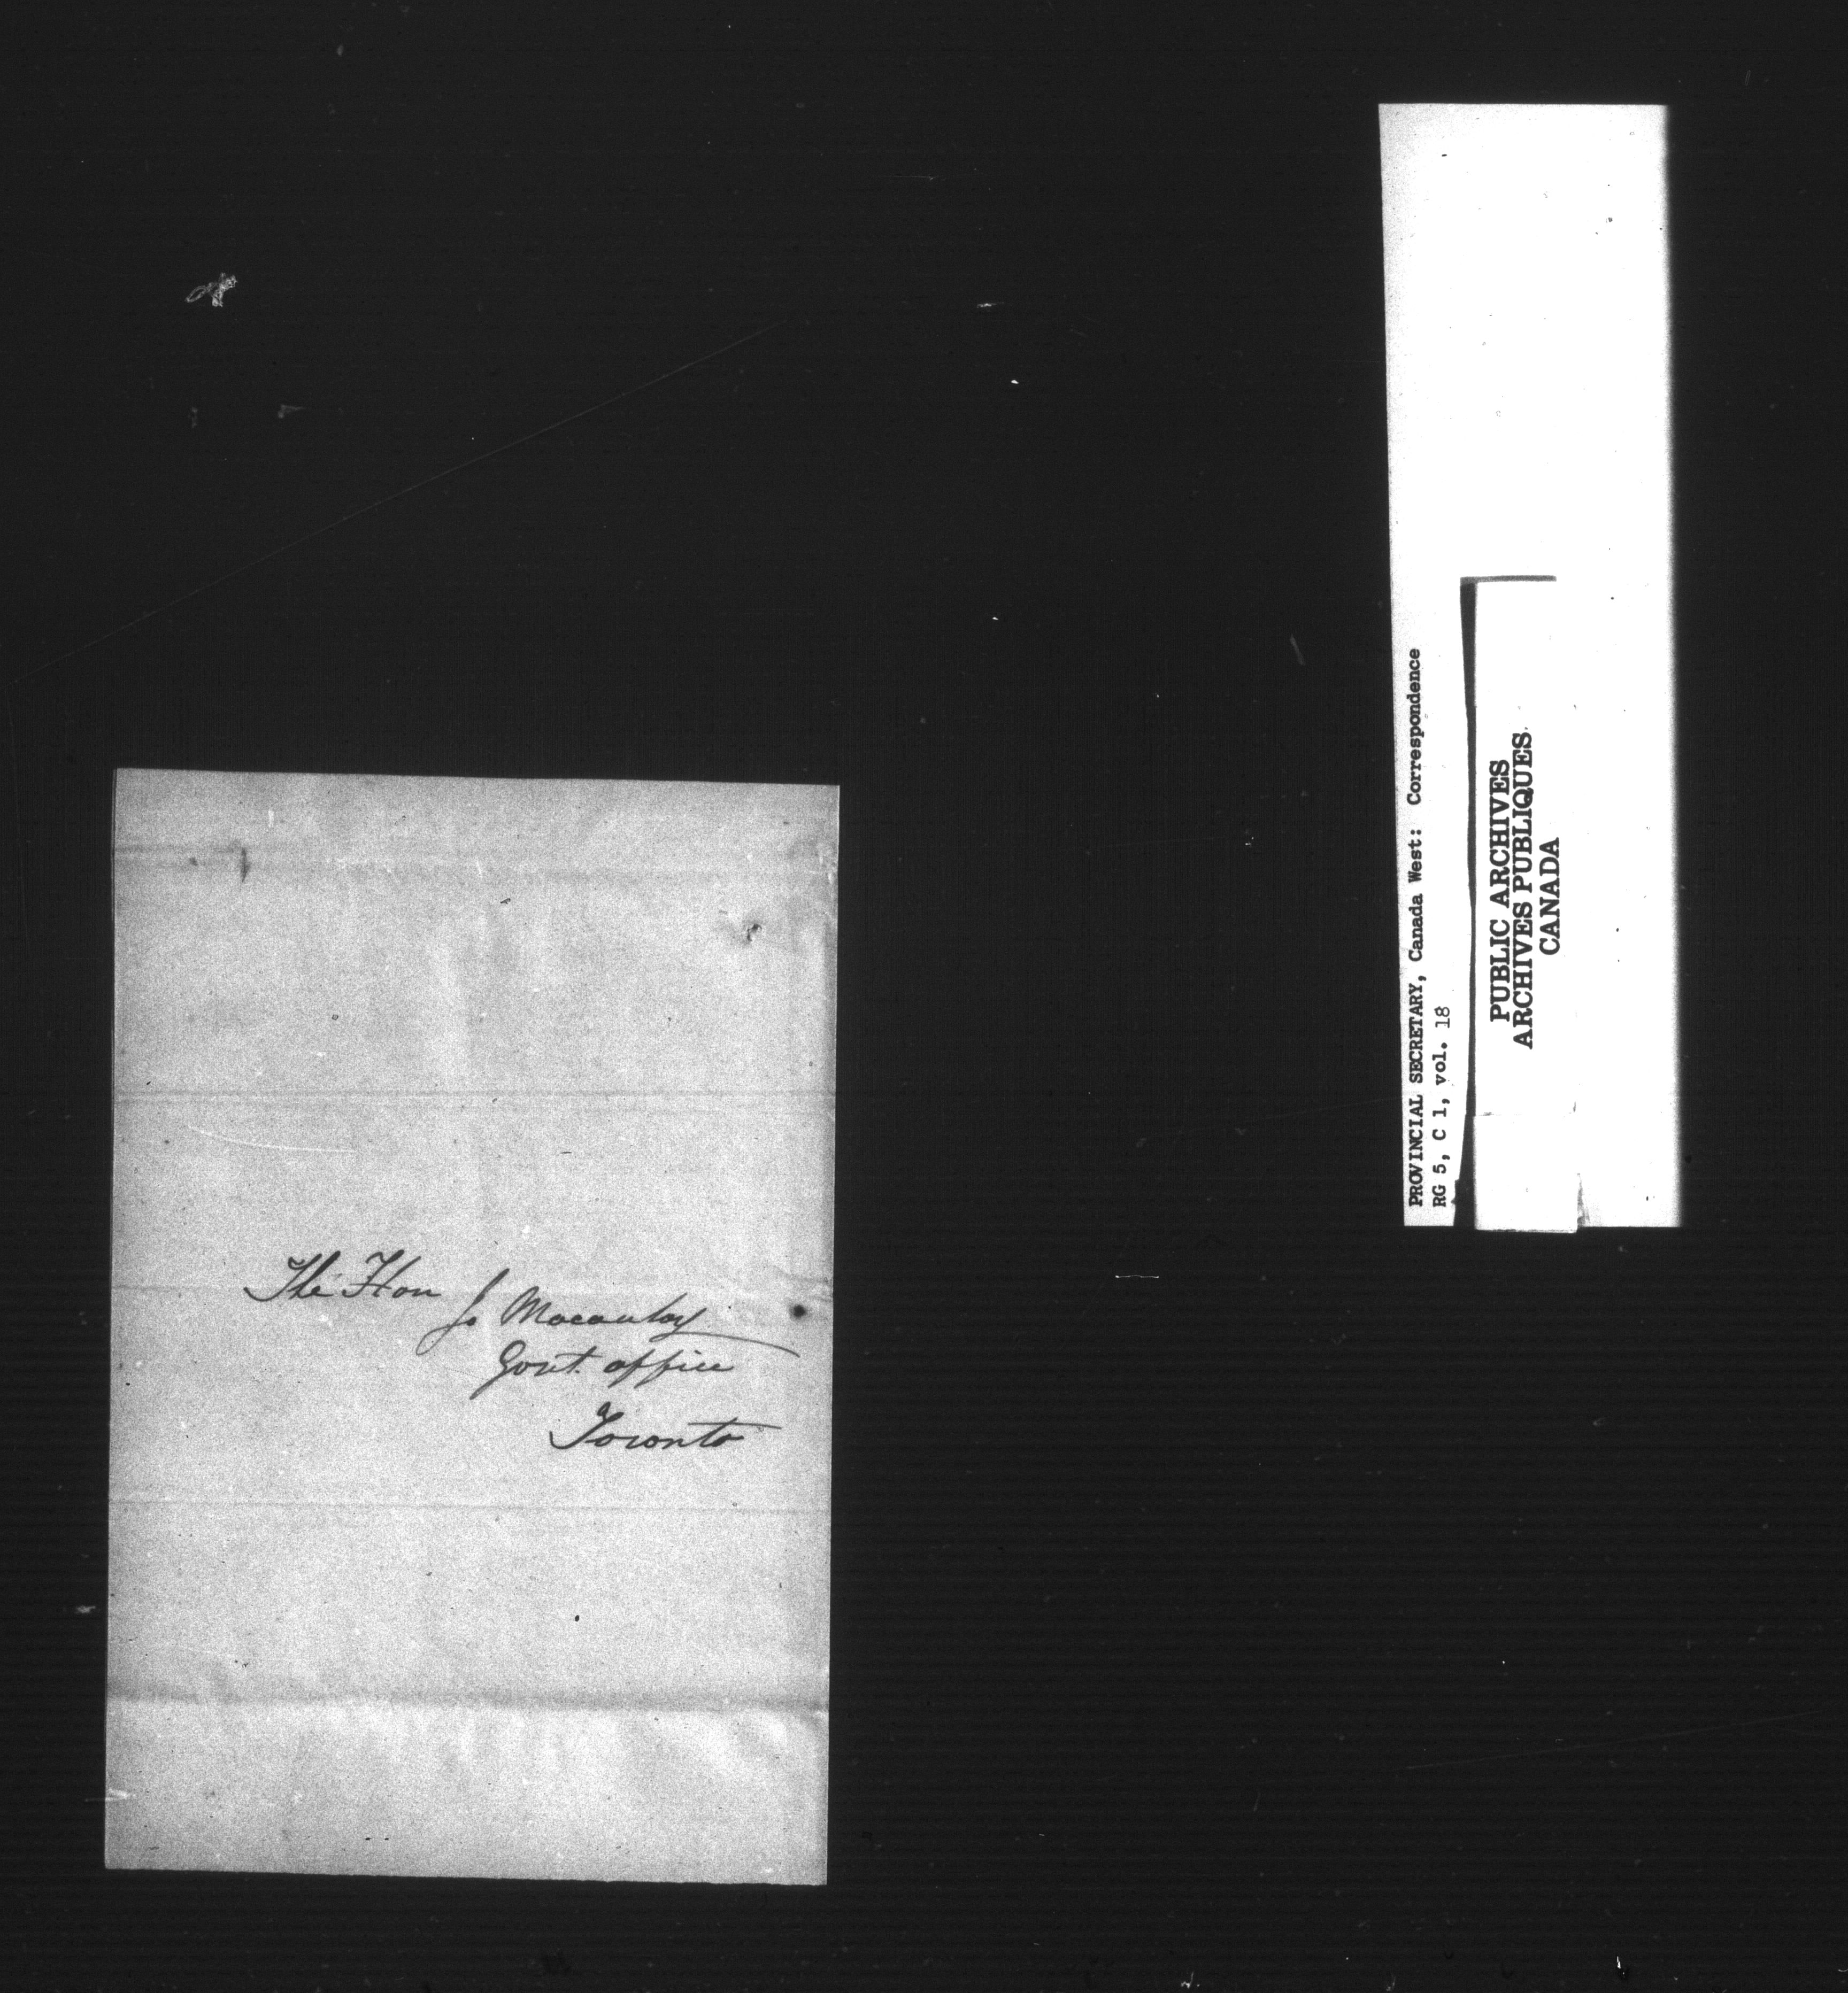 The Hon
Jo Macaulay
Govt. office
Toronto
PROVINCIAL SECRETARY, Canada West: Correspondence
RG 5, C 1, vol. 18
PUBLIC ARCHIVES
ARCHIVES PUBLIQUES
CANADA